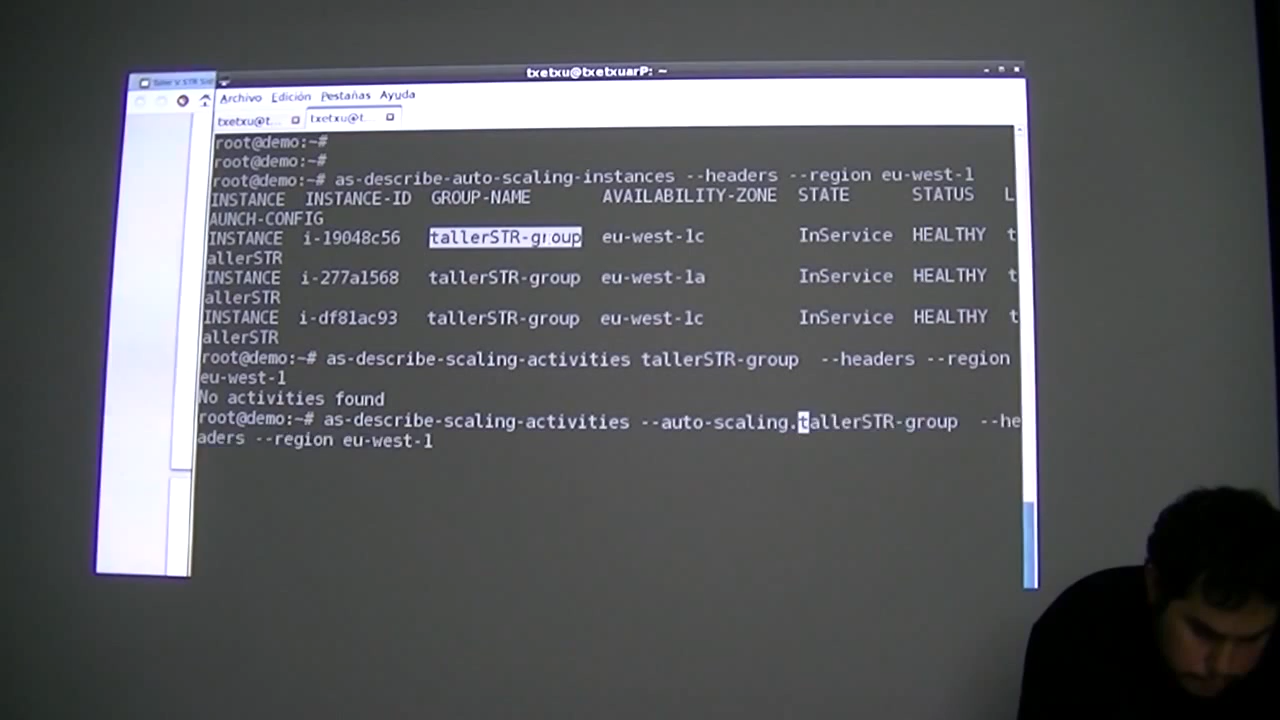 txetxu@txetxuarP: ~
Archivo Edición Pestañas Ayuda
txetxu@t... txetxu@t...
root@demo:~#
root@demo:~#
root@demo:~# as-describe-auto-scaling-instances --headers --region eu-west-1
INSTANCE INSTANCE-ID GROUP-NAME AVAILABILITY-ZONE STATE STATUS L
AUNCH-CONFIG
INSTANCE i-19048c56 tallerSTR-group eu-west-1c InService HEALTHY t
allerSTR
INSTANCE i-277a1568 tallerSTR-group eu-west-1a InService HEALTHY t
allerSTR
INSTANCE i-df81ac93 tallerSTR-group eu-west-1c InService HEALTHY t
allerSTR
root@demo:~# as-describe-scaling-activities tallerSTR-group --headers --region
eu-west-1
No activities found
root@demo:~# as-describe-scaling-activities --auto-scaling.tallerSTR-group --he
aders --region eu-west-1